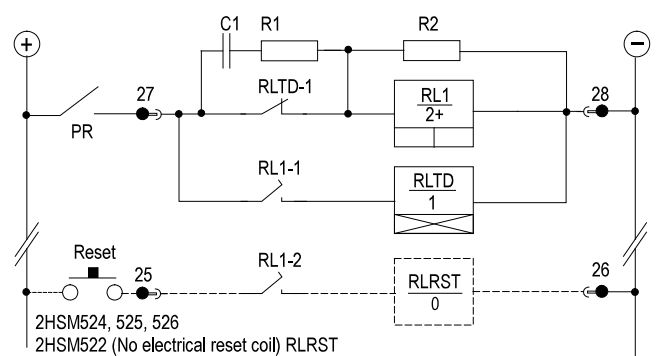 C1 R1 R2
+ −
27 RLTD-1 RL1 28
2+
PR
RL1-1 RLTD
1
Reset 25 RL1-2 RLRST 26
0
2HSM524, 525, 526
2HSM522 (No electrical reset coil) RLRST